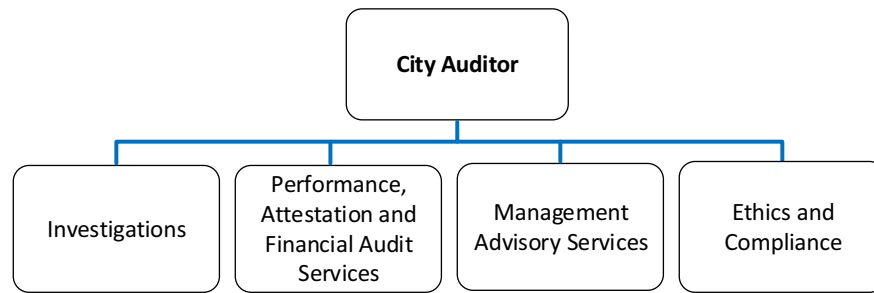 City Auditor
Investigations
Performance,
Attestation and
Financial Audit
Services
Management
Advisory Services
Ethics and
Compliance